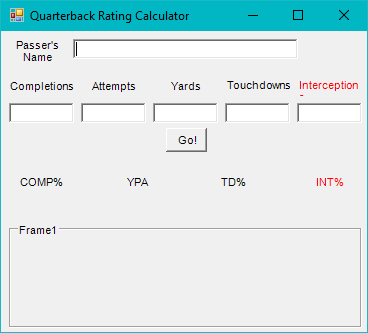 Quarterback Rating Calculator
Passer's
Name
Completions Attempts Yards Touchdowns Interception
Go!
COMP% YPA TD% INT%
Frame1